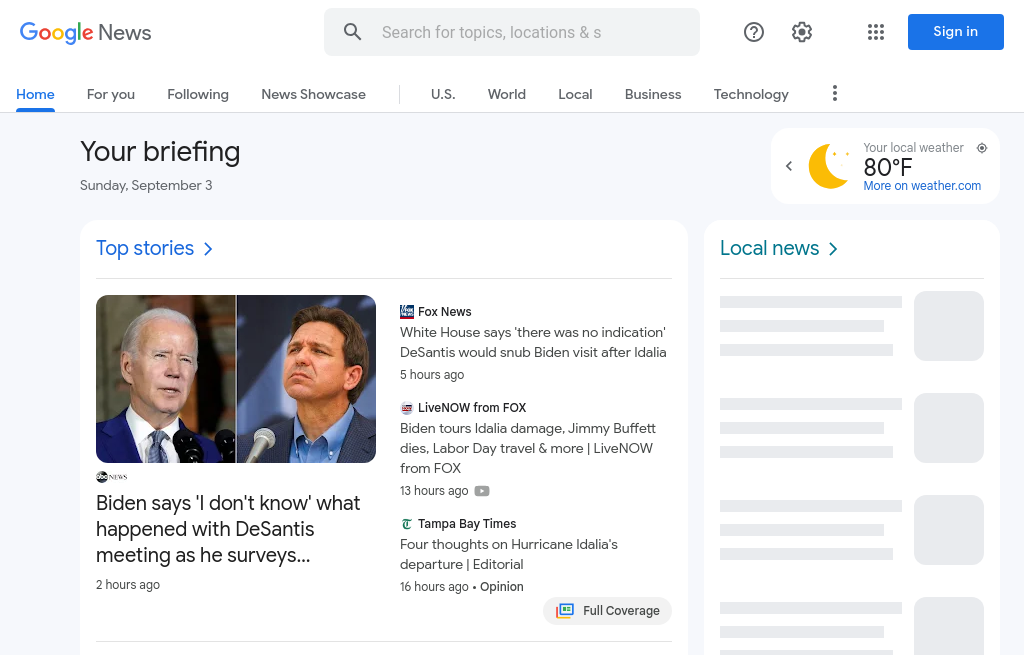 Google News
Search for topics, locations & s
Sign in
Home
For you
Following
News Showcase
U.S.
World
Local
Business
Technology
Your briefing
Sunday, September 3
Your local weather
80°F
More on weather.com
Top stories
Local news
abc NEWS
Biden says 'I don't know' what
happened with DeSantis
meeting as he surveys...
2 hours ago
Fox News
White House says 'there was no indication'
DeSantis would snub Biden visit after Idalia
5 hours ago
LiveNOW from FOX
Biden tours Idalia damage, Jimmy Buffett
dies, Labor Day travel & more | LiveNOW
from FOX
13 hours ago
Tampa Bay Times
Four thoughts on Hurricane Idalia's
departure | Editorial
16 hours ago • Opinion
Full Coverage